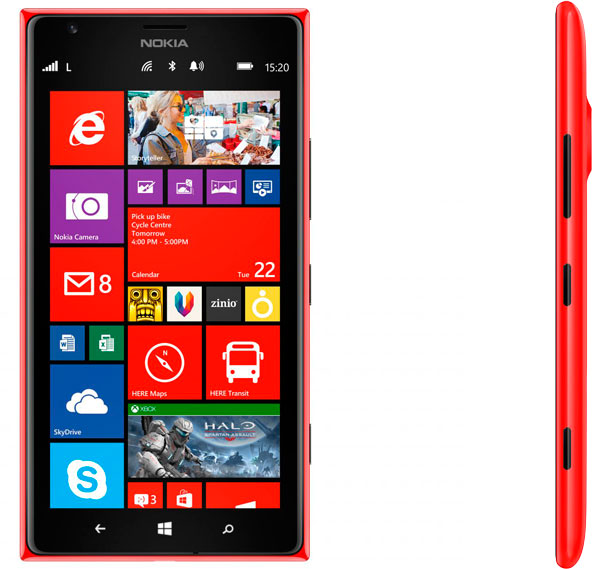 NOKIA
L
15:20
Storyteller
Nokia Camera
Pick up bike
Cycle Centre
Tomorrow
4:00 PM - 5:00PM
Calendar
Tue 22
8
zinio
HERE Maps
HERE Transit
SkyDrive
XBOX
HALO
SPARTAN ASSAULT
3